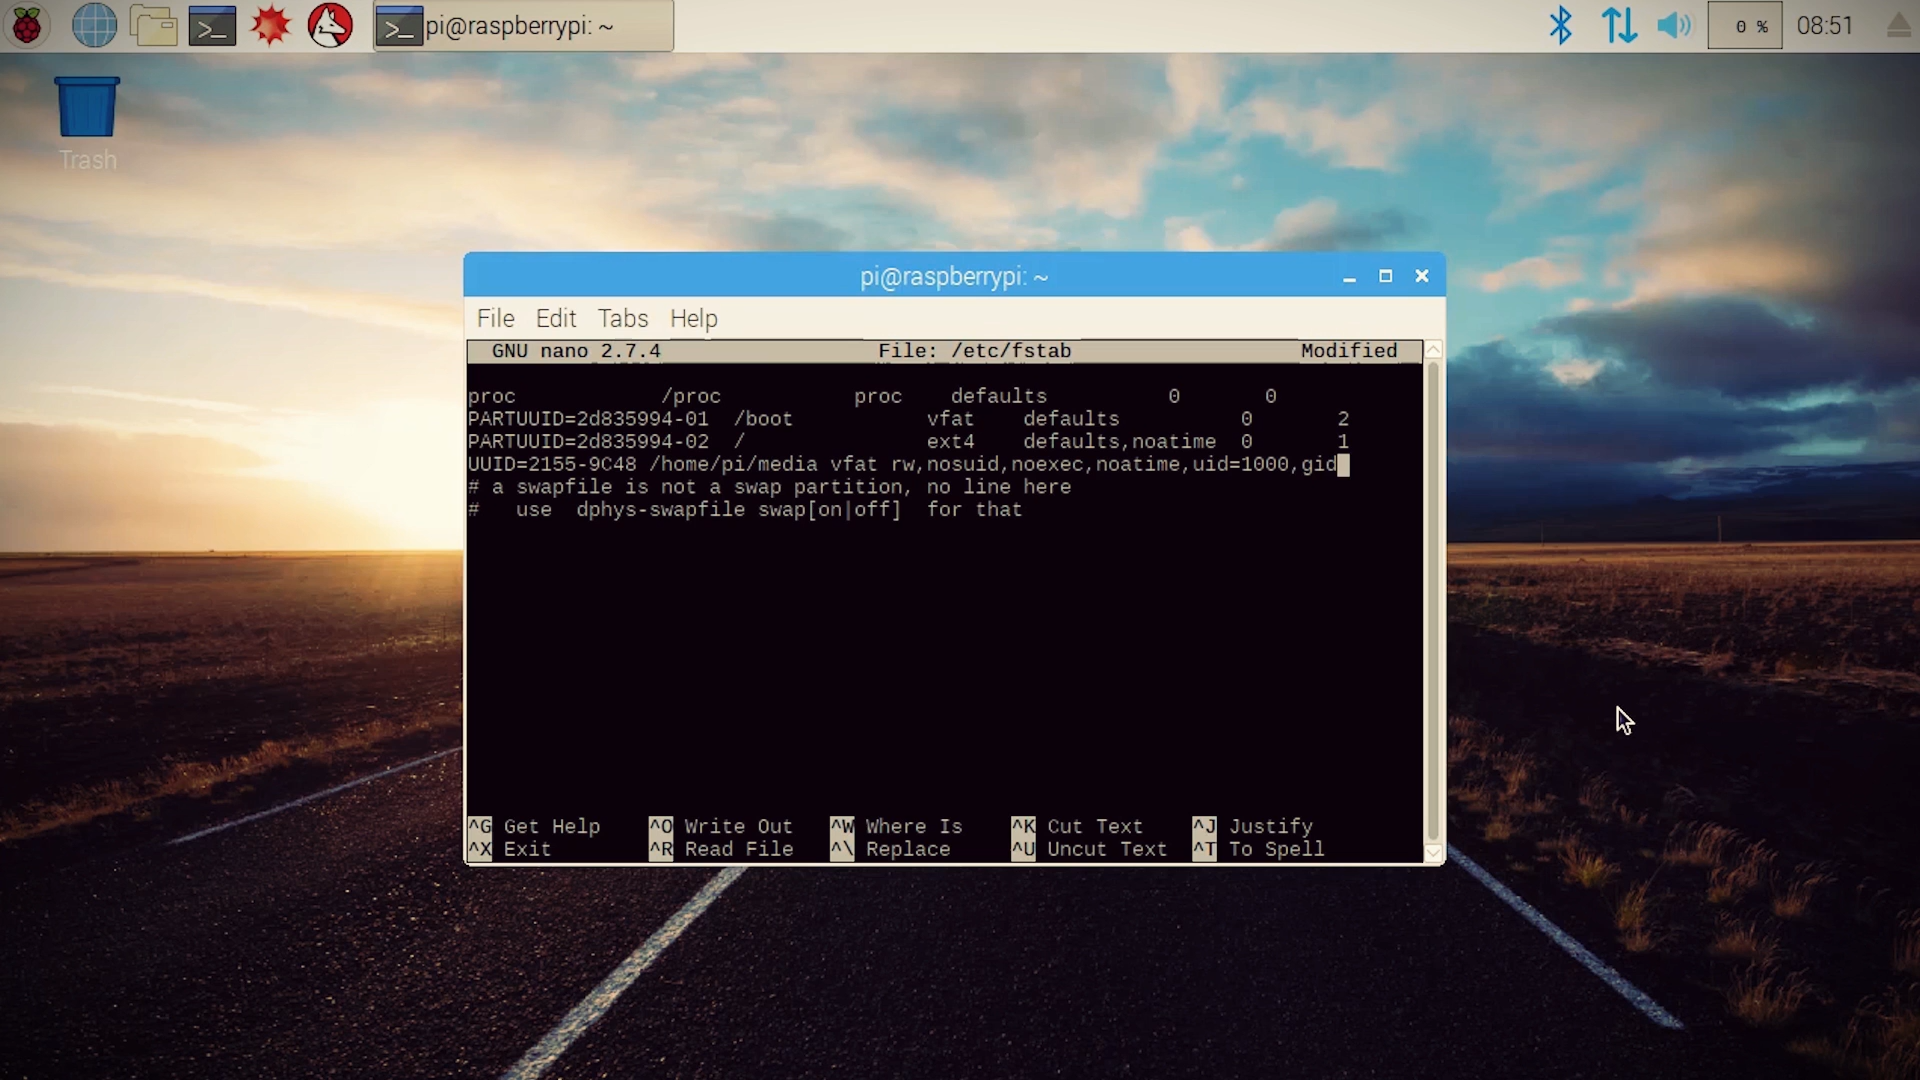 pi@raspberrypi: ~
0 %
08:51
Trash
pi@raspberrypi: ~
File Edit Tabs Help
GNU nano 2.7.4 File: /etc/fstab Modified
proc /proc proc defaults 0 0
PARTUUID=2d835994-01 /boot vfat defaults 0 2
PARTUUID=2d835994-02 / ext4 defaults,noatime 0 1
UUID=2155-9C48 /home/pi/media vfat rw,nosuid,noexec,noatime,uid=1000,gid
# a swapfile is not a swap partition, no line here
# use dphys-swapfile swap[on|off] for that
^G Get Help ^O Write Out ^W Where Is ^K Cut Text ^J Justify
^X Exit ^R Read File ^\ Replace ^U Uncut Text ^T To Spell